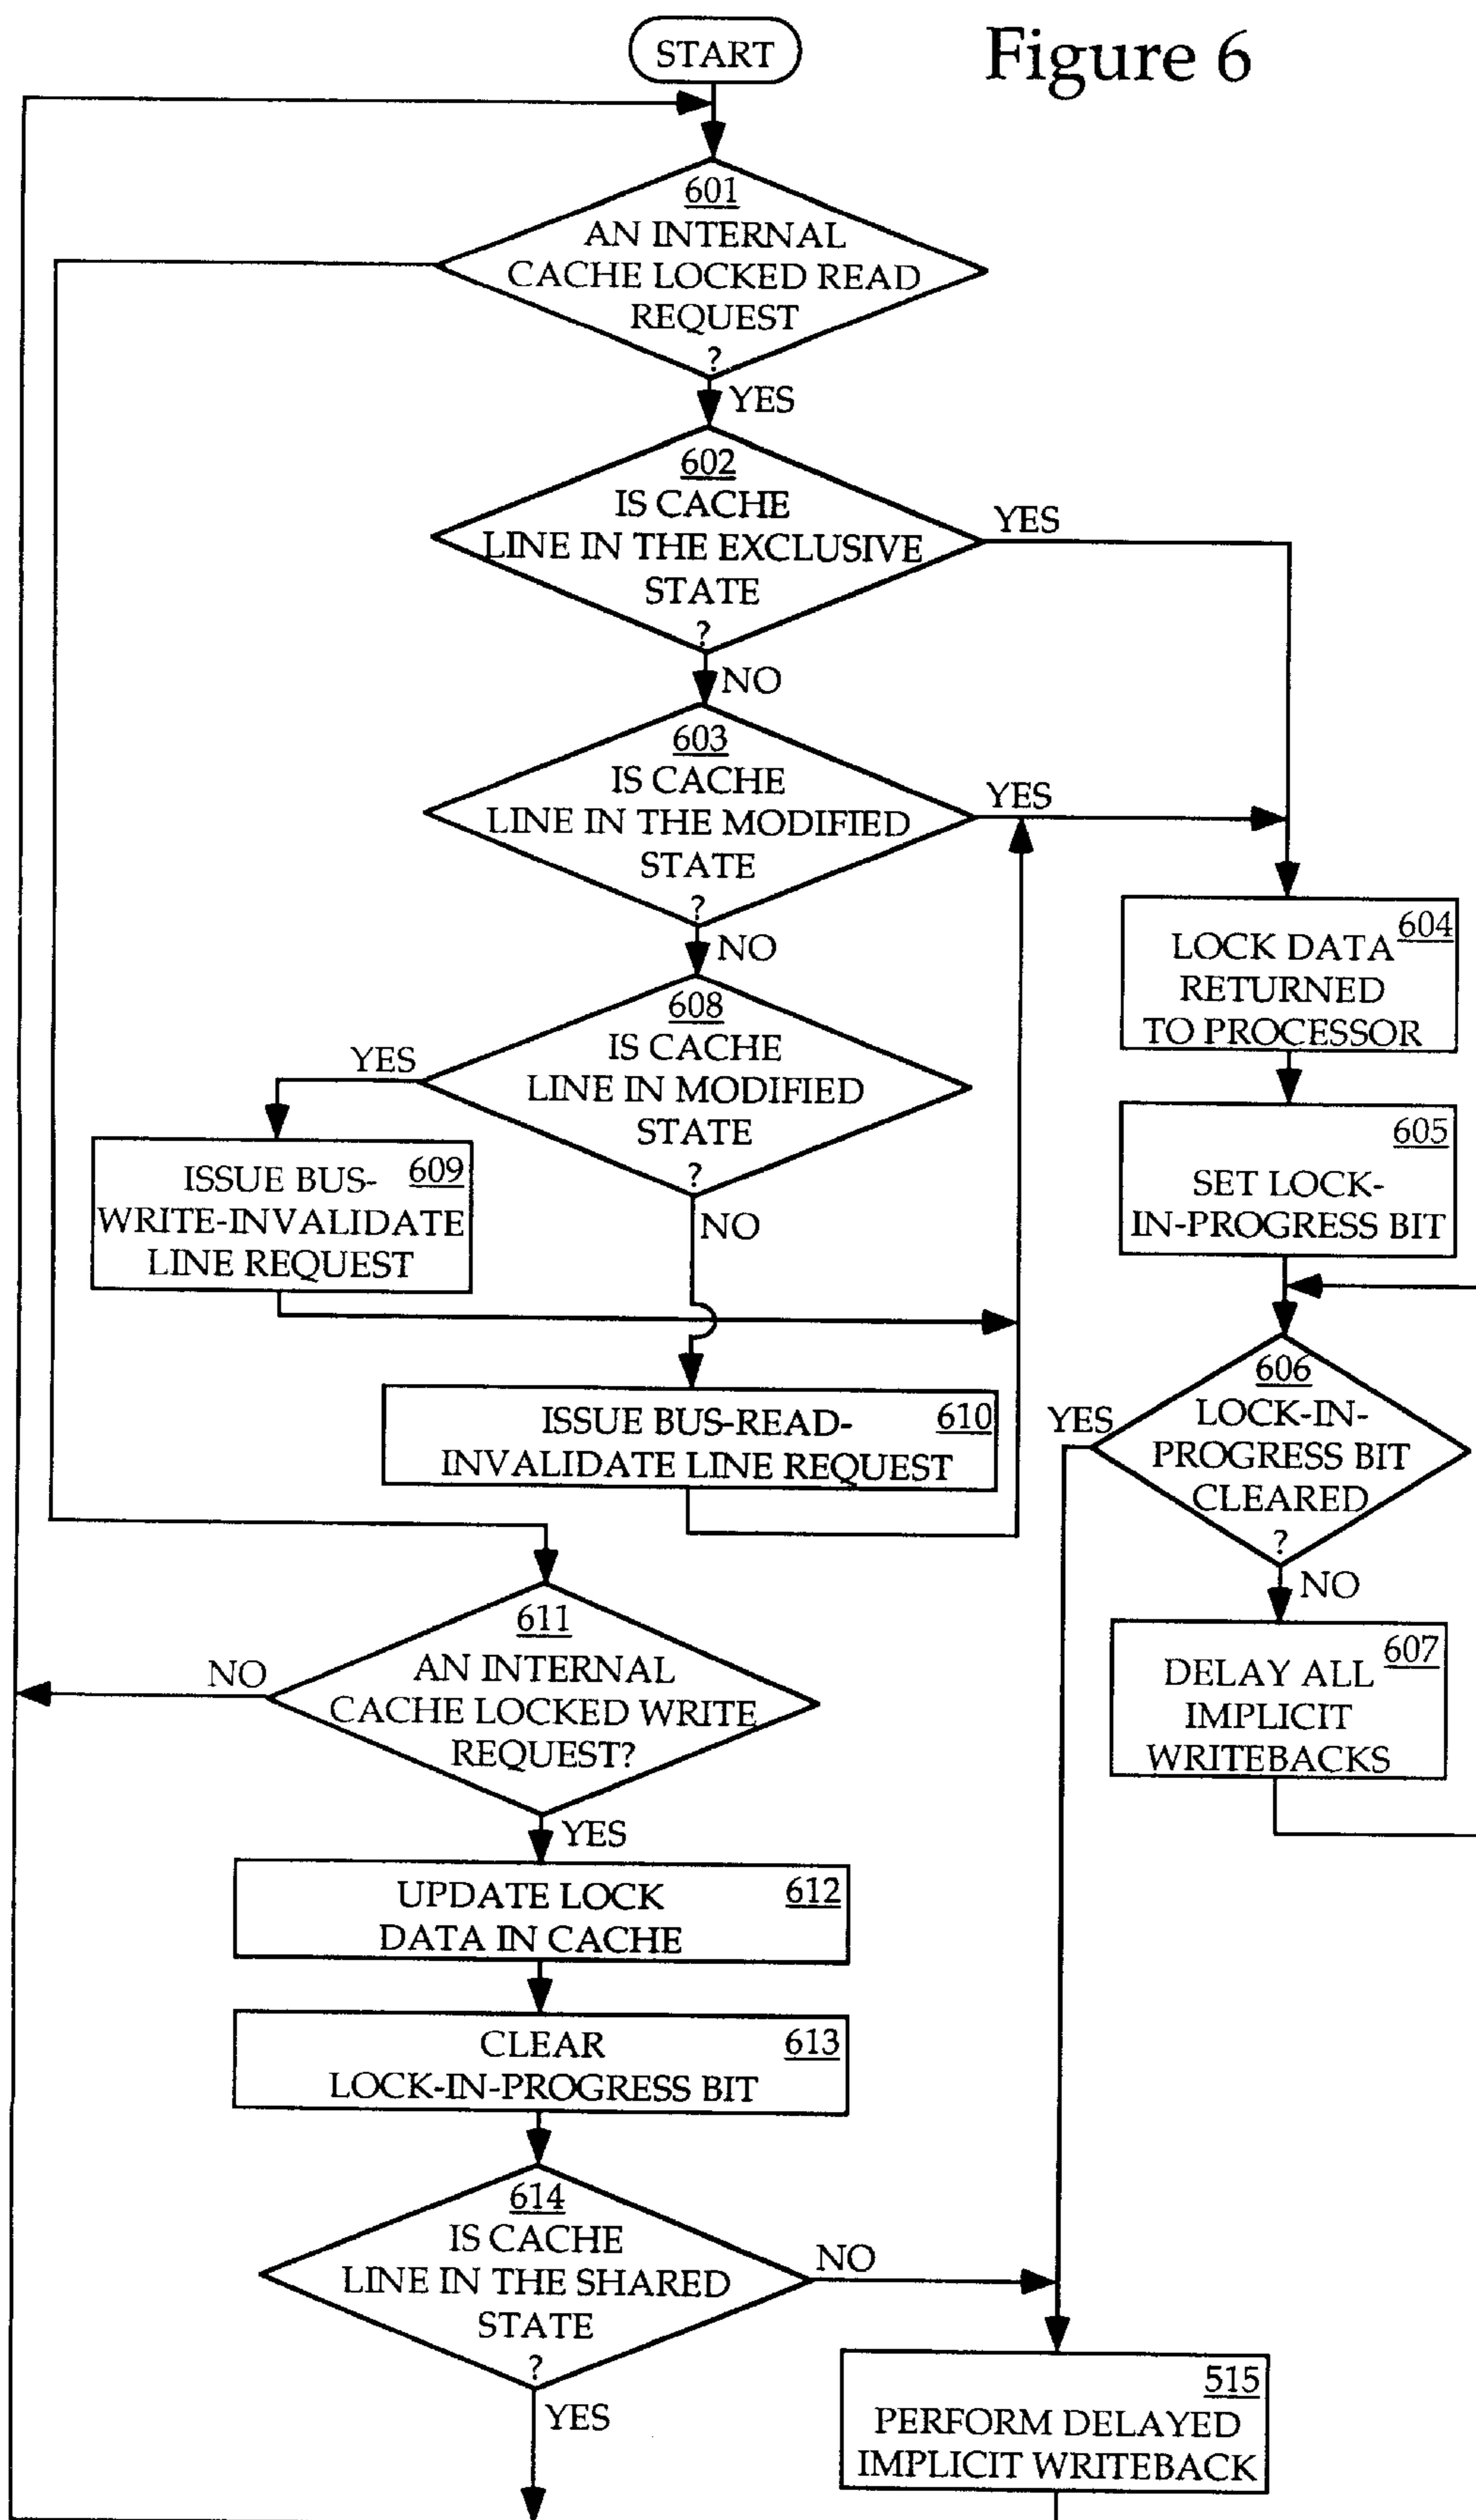 START
Figure 6
601
AN INTERNAL
CACHE LOCKED READ
REQUEST
?
YES
602
IS CACHE
LINE IN THE EXCLUSIVE
STATE
?
YES
NO
603
IS CACHE
LINE IN THE MODIFIED
STATE
?
YES
NO
604
LOCK DATA
RETURNED
TO PROCESSOR
608
IS CACHE
LINE IN MODIFIED
STATE
?
YES
NO
605
SET LOCK-
IN-PROGRESS BIT
609
ISSUE BUS-
WRITE-INVALIDATE
LINE REQUEST
610
ISSUE BUS-READ-
INVALIDATE LINE REQUEST
606
LOCK-IN-
PROGRESS BIT
CLEARED
?
YES
NO
607
DELAY ALL
IMPLICIT
WRITEBACKS
611
AN INTERNAL
CACHE LOCKED WRITE
REQUEST?
NO
YES
612
UPDATE LOCK
DATA IN CACHE
613
CLEAR
LOCK-IN-PROGRESS BIT
614
IS CACHE
LINE IN THE SHARED
STATE
?
NO
YES
515
PERFORM DELAYED
IMPLICIT WRITEBACK